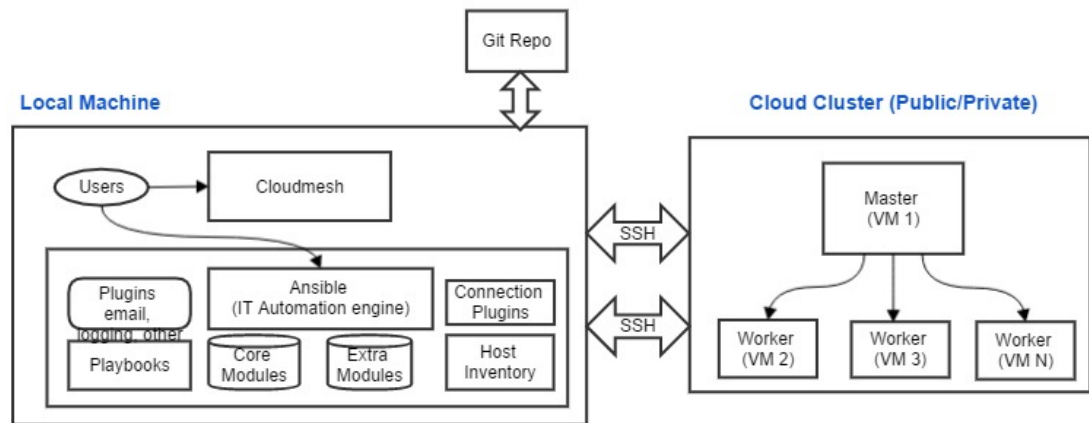 Git Repo
Local Machine
Cloud Cluster (Public/Private)
Users
Cloudmesh
Master
(VM 1)
SSH
Plugins
email,
logging, other
Ansible
(IT Automation engine)
Connection
Plugins
SSH
Playbooks
Core
Modules
Extra
Modules
Host
Inventory
Worker
(VM 2)
Worker
(VM 3)
Worker
(VM N)